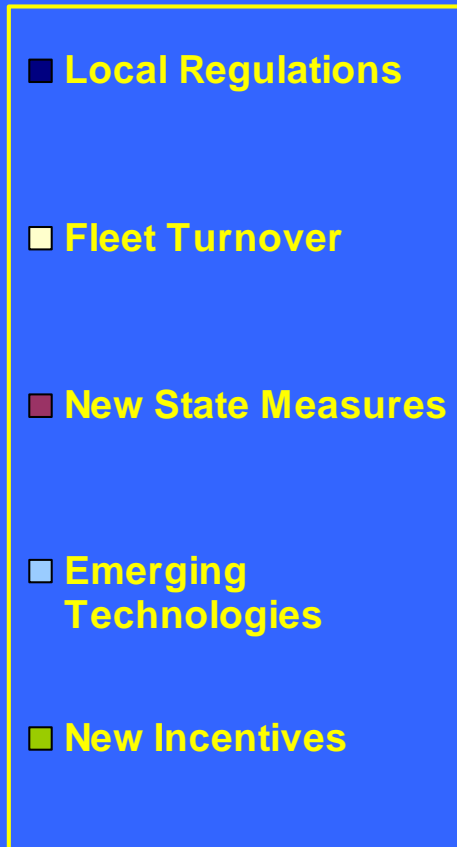 Local Regulations
Fleet Turnover
New State Measures
Emerging
Technologies
New Incentives